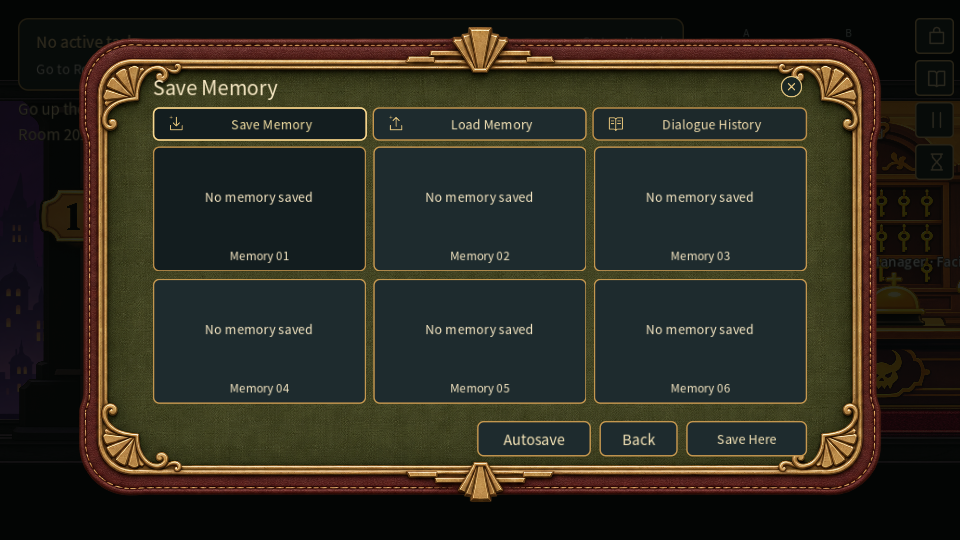 No active
A
B
Go to R
Save Memory
Save Memory
Load Memory
Dialogue History
Go up the
Room 20
1
No memory saved
No memory saved
No memory saved
Memory 01
Memory 02
Memory 03
No memory saved
No memory saved
No memory saved
Memory 04
Memory 05
Memory 06
Autosave
Back
Save Here